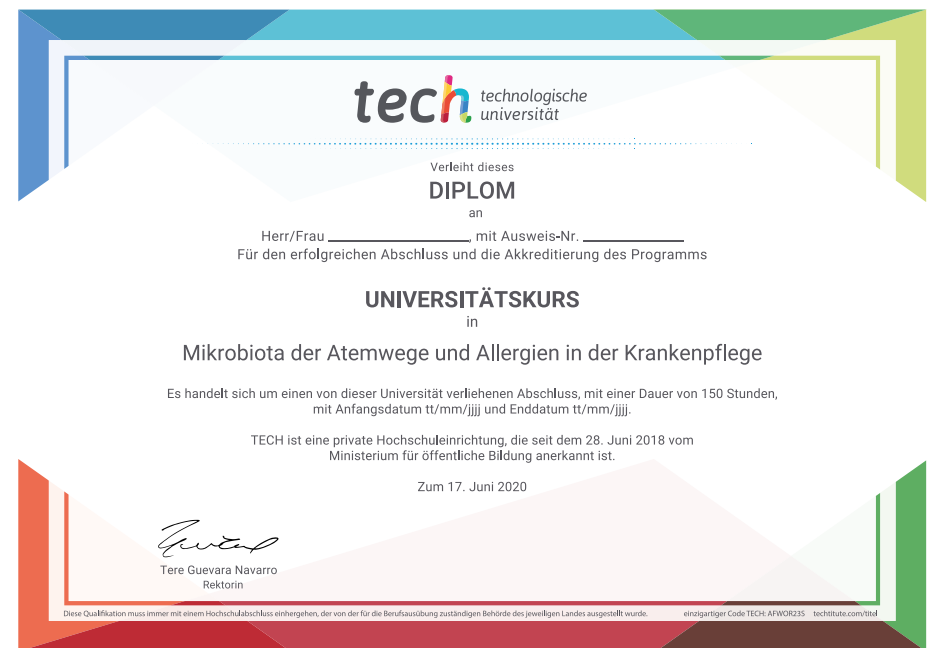 tech technologische
universität
Verleiht dieses
DIPLOM
an
Herr/Frau ____________, mit Ausweis-Nr. ____________
Für den erfolgreichen Abschluss und die Akkreditierung des Programms
UNIVERSITÄTSKURS
in
Mikrobiota der Atemwege und Allergien in der Krankenpflege
Es handelt sich um einen von dieser Universität verliehenen Abschluss, mit einer Dauer von 150 Stunden,
mit Anfangsdatum tt/mm/jjjj und Enddatum tt/mm/jjjj.
TECH ist eine private Hochschuleinrichtung, die seit dem 28. Juni 2018 vom
Ministerium für öffentliche Bildung anerkannt ist.
Zum 17. Juni 2020
Tere Guevara Navarro
Rektorin
Diese Qualifikation muss immer mit einem Hochschulabschluss einhergehen, der von der für die Berufsausübung zuständigen Behörde des jeweiligen Landes ausgestellt wurde. einzigartiger Code TECH: AFWOR23S techtitute.com/titel